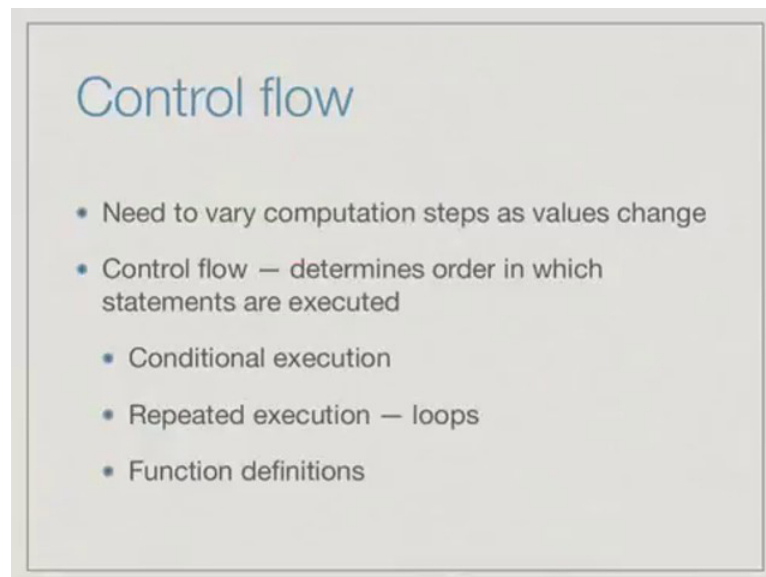 Control flow
• Need to vary computation steps as values change
• Control flow — determines order in which
statements are executed
• Conditional execution
• Repeated execution — loops
• Function definitions